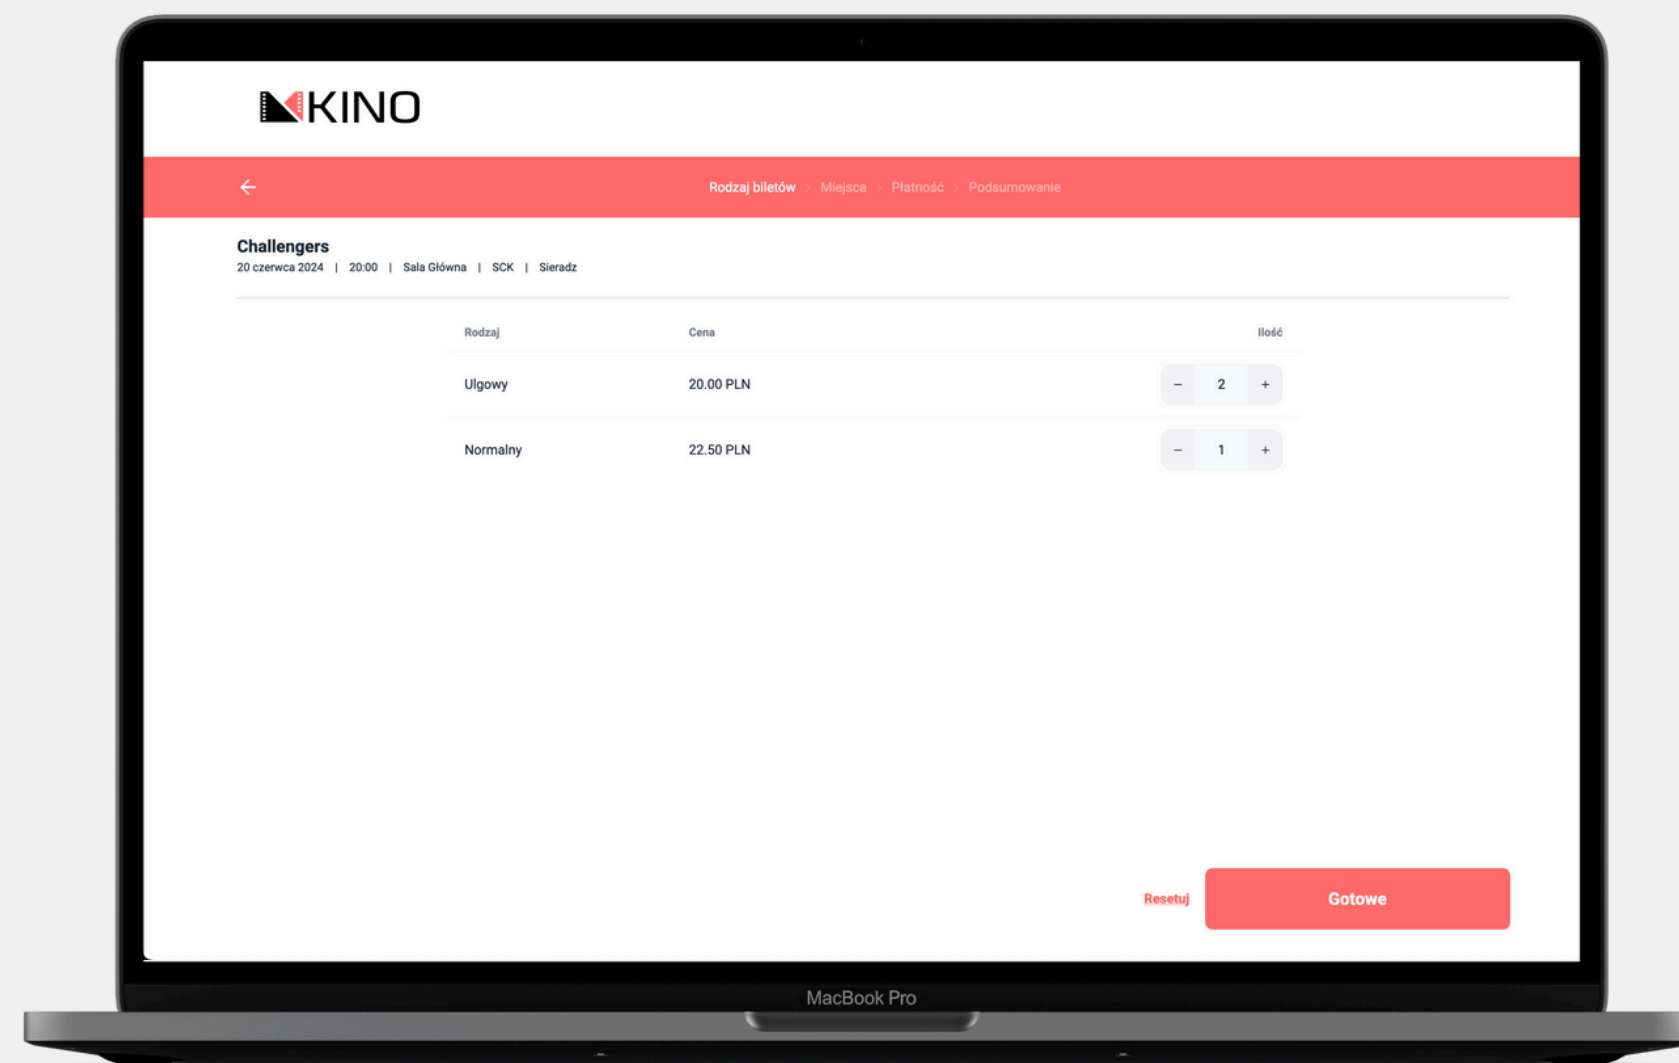 KINO
Rodzaj biletów > Miejsca > Płatność > Podsumowanie
Challengers
20 czerwca 2024 | 20:00 | Sala Główna | SCK | Sieradz
Rodzaj Cena Ilość
Ulgowy 20.00 PLN - 2 +
Normalny 22.50 PLN - 1 +
Resetuj Gotowe
MacBook Pro